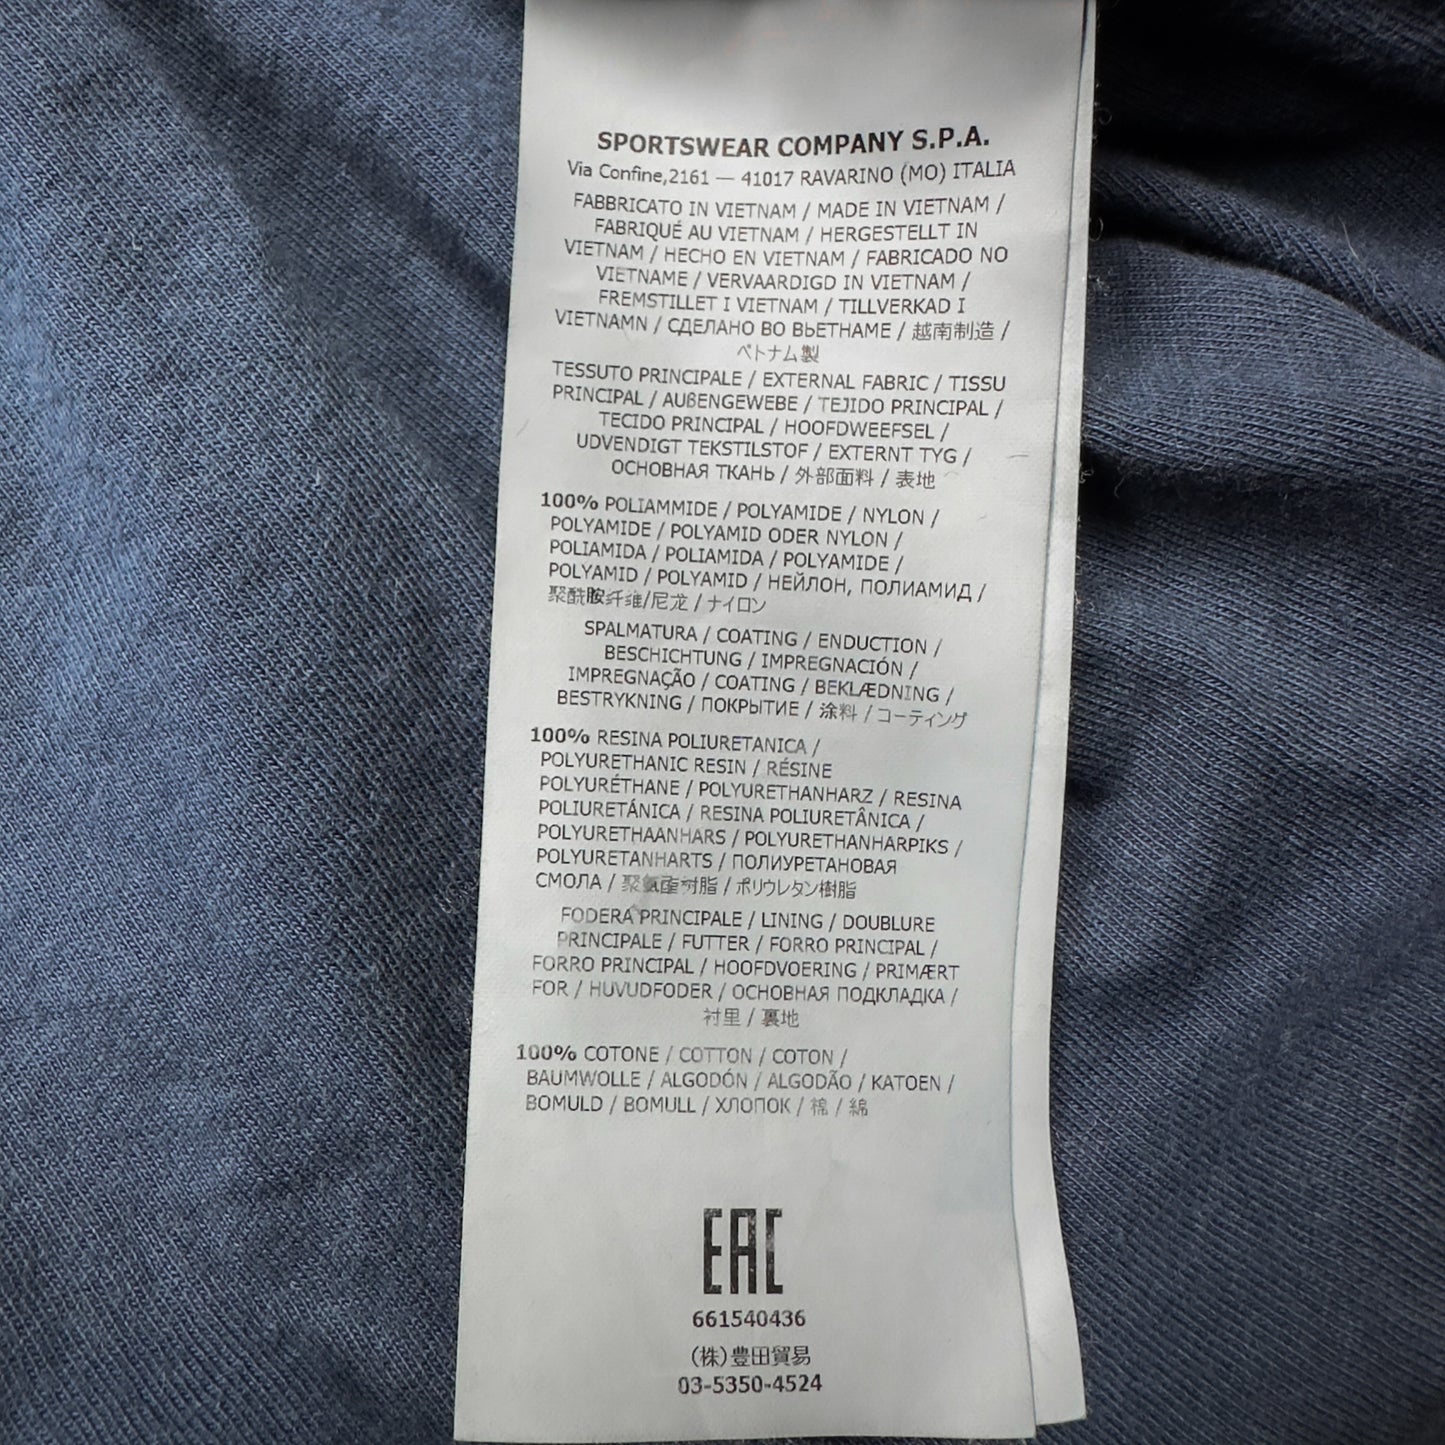 SPORTSWEAR COMPANY S.P.A.
Via Confine,2161 — 41017 RAVARINO (MO) ITALIA
FABBRICATO IN VIETNAM / MADE IN VIETNAM /
FABRIQUÉ AU VIETNAM / HERGESTELLT IN
VIETNAM / HECHO EN VIETNAM / FABRICADO NO
VIETNAME / VERVAARDIGD IN VIETNAM /
FREMSTILLET I VIETNAM / TILLVERKAD I
VIETNAMN / СДЕЛАНО ВО ВЬЕТНАМЕ / 越南制造 /
ベトナム製
TESSUTO PRINCIPALE / EXTERNAL FABRIC / TISSU
PRINCIPAL / AUßENGEWEBE / TEJIDO PRINCIPAL /
TECIDO PRINCIPAL / HOOFDWEEFSEL /
UDVENDIGT TEKSTILSTOF / EXTERNT TYG /
ОСНОВНАЯ ТКАНЬ / 外部面料 / 表地
100% POLIAMMIDE / POLYAMIDE / NYLON /
POLYAMIDE / POLYAMID ODER NYLON /
POLIAMIDA / POLIAMIDA / POLYAMIDE /
POLYAMID / POLYAMID / НЕЙЛОН, ПОЛИАМИД /
聚酰胺纤维/尼龙 / ナイロン
SPALMATURA / COATING / ENDUCTION /
BESCHICHTUNG / IMPREGNACIÓN /
IMPREGNAÇÃO / COATING / BEKLÆDNING /
BESTRYKNING / ПОКРЫТИЕ / 涂料 / コーティング
100% RESINA POLIURETANICA /
POLYURETHANIC RESIN / RÉSINE
POLYURÉTHANE / POLYURETHANHARZ / RESINA
POLIURETÁNICA / RESINA POLIURETÂNICA /
POLYURETHAANHARS / POLYURETHANHARPIKS /
POLYURETANHARTS / ПОЛИУРЕТАНОВАЯ
СМОЛА / 聚氨酯树脂 / ポリウレタン樹脂
FODERA PRINCIPALE / LINING / DOUBLURE
PRINCIPALE / FUTTER / FORRO PRINCIPAL /
FORRO PRINCIPAL / HOOFDVOERING / PRIMÆRT
FOR / HUVUDFODER / ОСНОВНАЯ ПОДКЛАДКА /
衬里 / 裏地
100% COTONE / COTTON / COTON /
BAUMWOLLE / ALGODÓN / ALGODÃO / KATOEN /
BOMULD / BOMULL / ХЛОПОК / 棉 / 綿
EAC
661540436
(株)豊田貿易
03-5350-4524